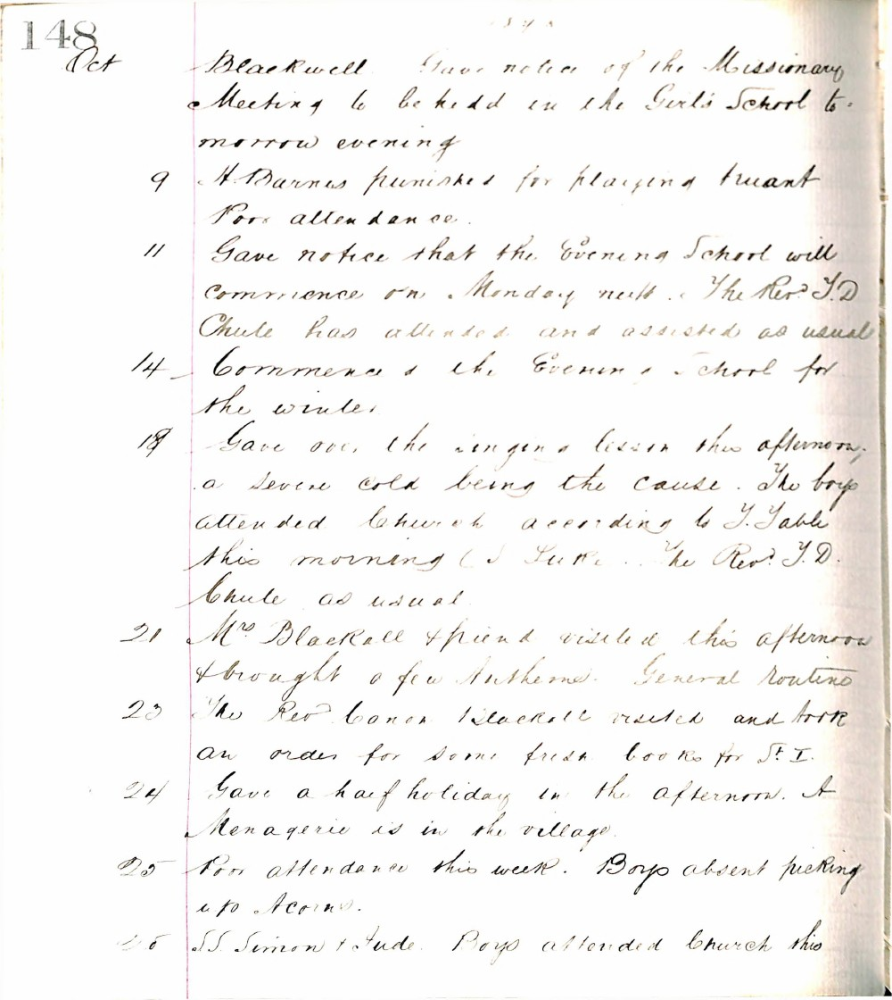 148
Oct Blackwell. Gave notice of the Missionary
Meeting to be held in the Girl's School to-
morrow evening
9 H. Barnes punished for playing truant
Poor attendance.
11 Gave notice that the Evening School will
commence on Monday next. The Revd. T.D
Chute has attended and assisted as usual
14 Commenced the Evening School for
the winter
18 Gave over the singing lesson this afternoon,
a severe cold being the cause. The boys
attended Church according to T. Table
this morning (S Luke. The Revd. T.D.
Chute as usual
21 Mrs Blackall & friend visited this afternoon
& brought a few Anthems. General routine
23 The Revd Canon Blackall visited and took
an order for some fresh books for St. I.
24 Gave a half holiday in the afternoon. A
Menagerie is in the village.
25 Poor attendance this week. Boys absent picking
up Acorns.
SS. Simon & Jude. Boys attended Church this